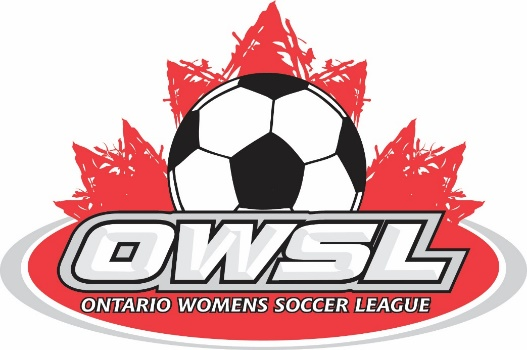 OWSL
ONTARIO WOMENS SOCCER LEAGUE